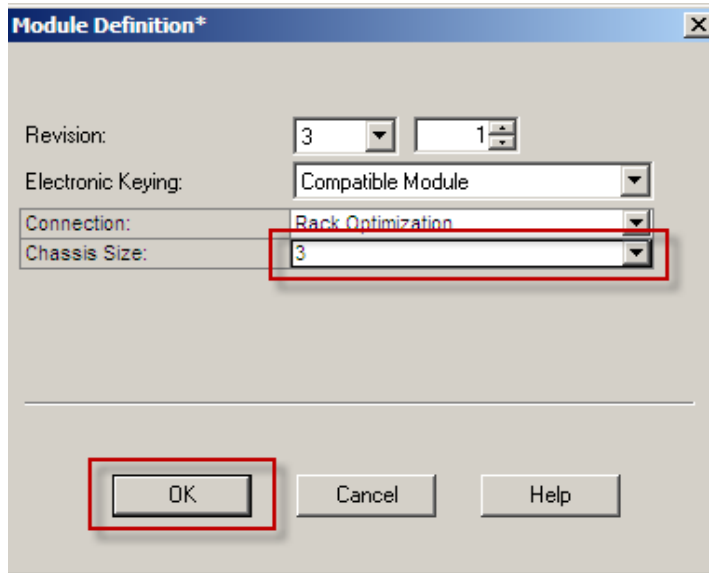 Module Definition*
Revision: 3 1
Electronic Keying: Compatible Module
Connection: Rack Optimization
Chassis Size: 3
OK Cancel Help